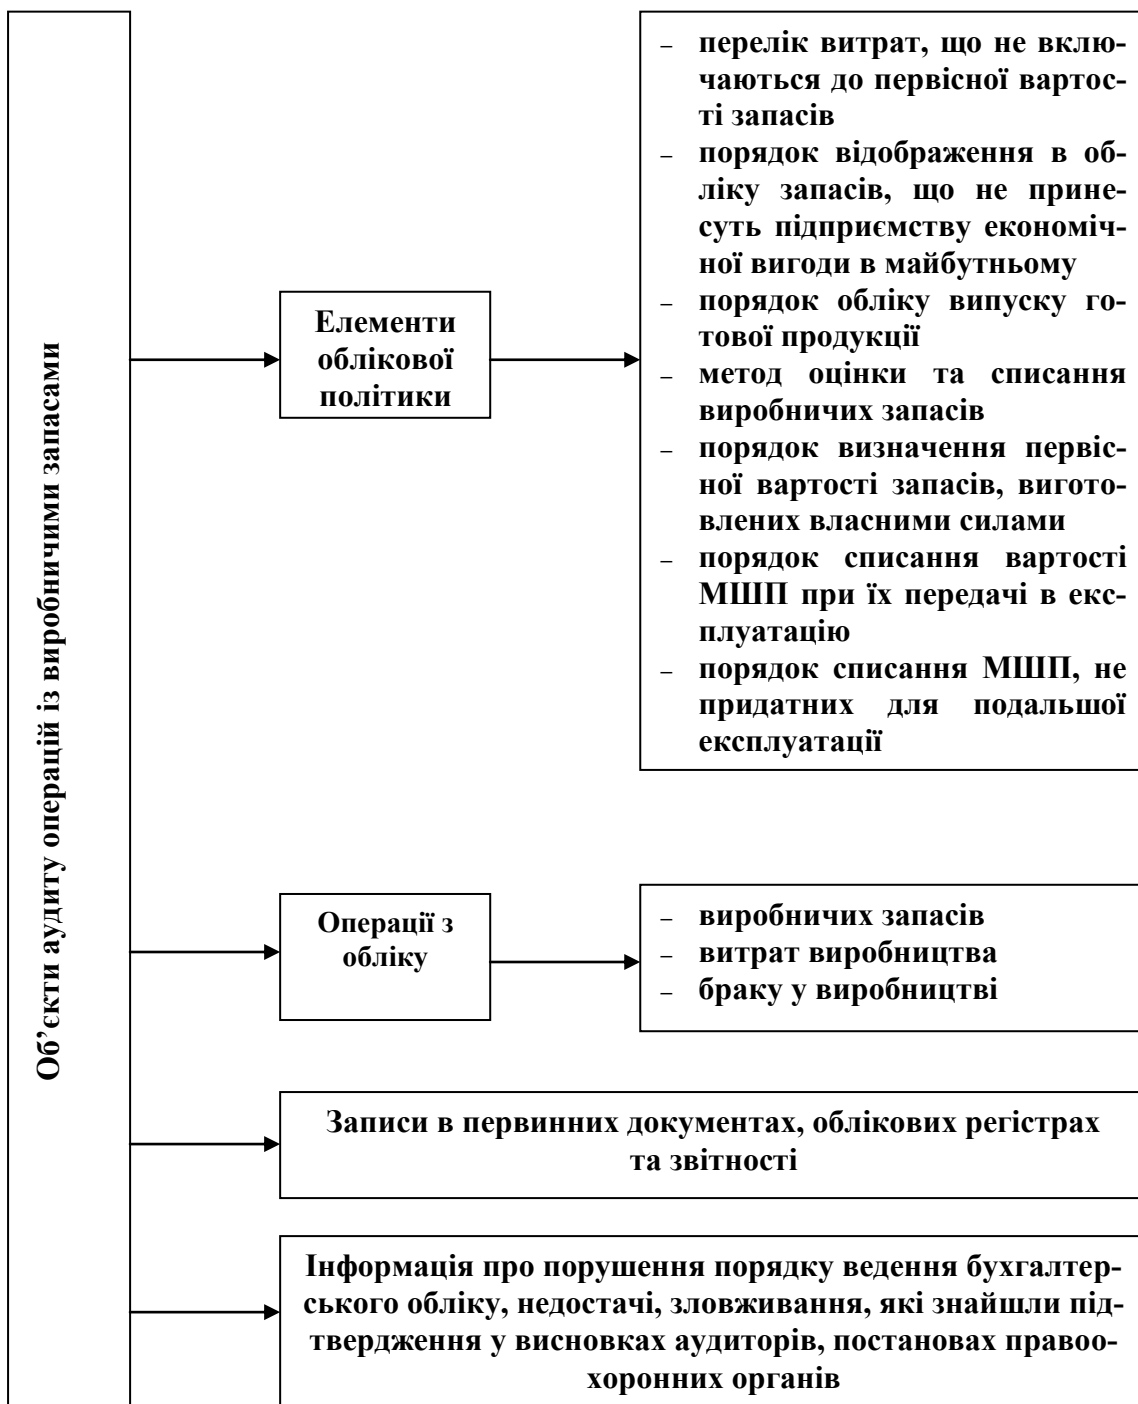 Об’єкти аудиту операцій із виробничими запасами
Елементи
облікової
політики
– перелік витрат, що не вклю-
чаються до первісної вартос-
ті запасів
– порядок відображення в об-
ліку запасів, що не прине-
суть підприємству економіч-
ної вигоди в майбутньому
– порядок обліку випуску го-
тової продукції
– метод оцінки та списання
виробничих запасів
– порядок визначення первіс-
ної вартості запасів, вигото-
влених власними силами
– порядок списання вартості
МШП при їх передачі в екс-
плуатацію
– порядок списання МШП, не
придатних для подальшої
експлуатації
Операції з
обліку
– виробничих запасів
– витрат виробництва
– браку у виробництві
Записи в первинних документах, облікових регістрах
та звітності
Інформація про порушення порядку ведення бухгалтер-
ського обліку, недостачі, зловживання, які знайшли під-
твердження у висновках аудиторів, постановах правоо-
хоронних органів